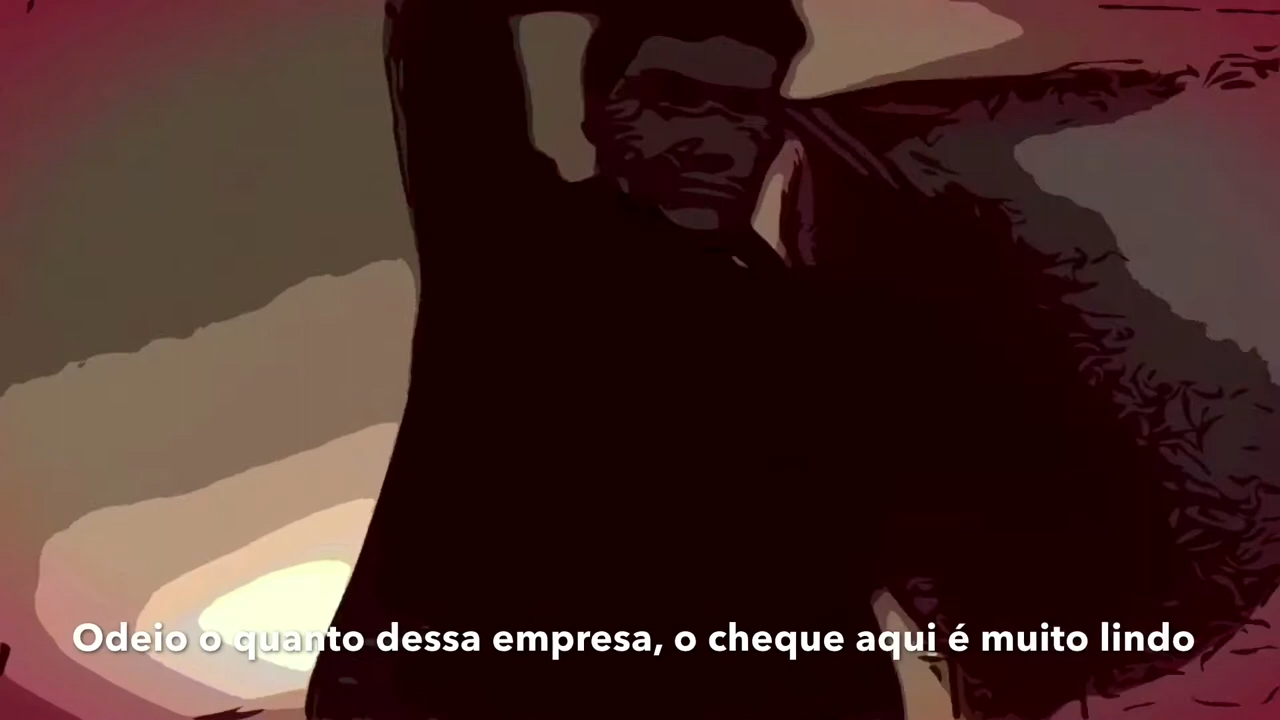 Odeio o quanto dessa empresa, o cheque aqui é muito lindo